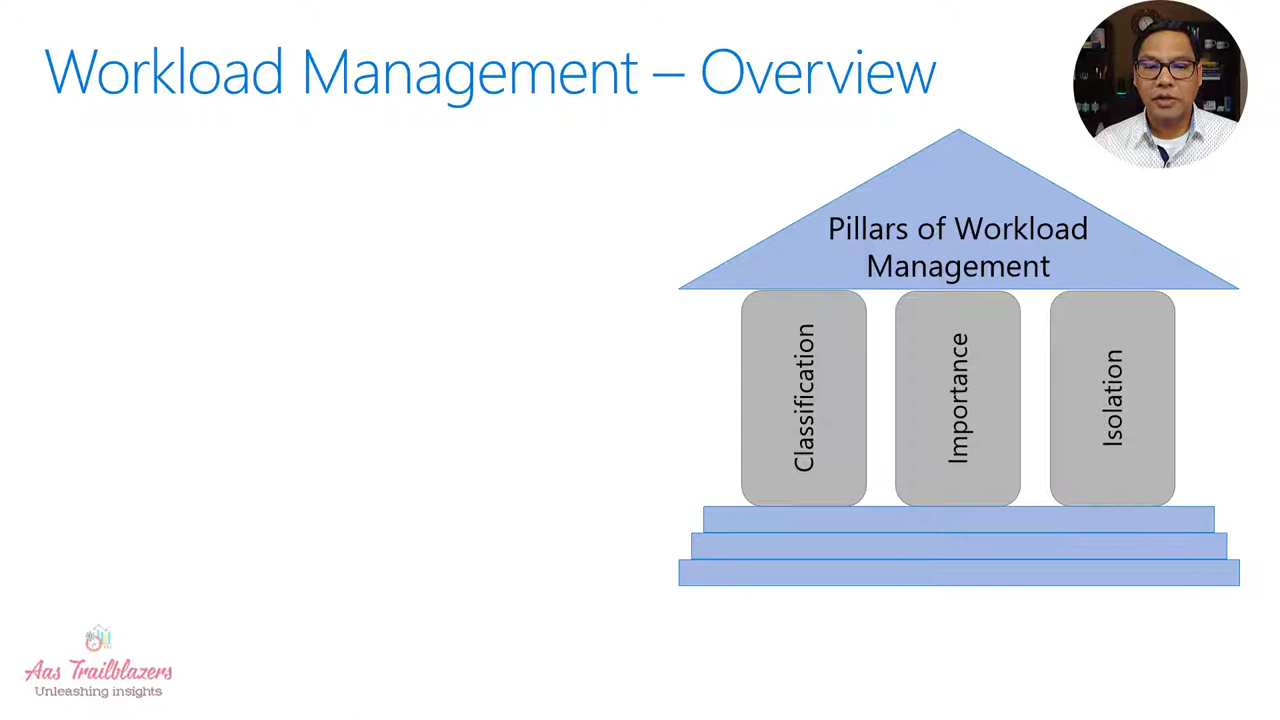 Workload Management – Overview
Pillars of Workload
Management
Classification
Importance
Isolation
Aas Trailblazers
Unleashing insights